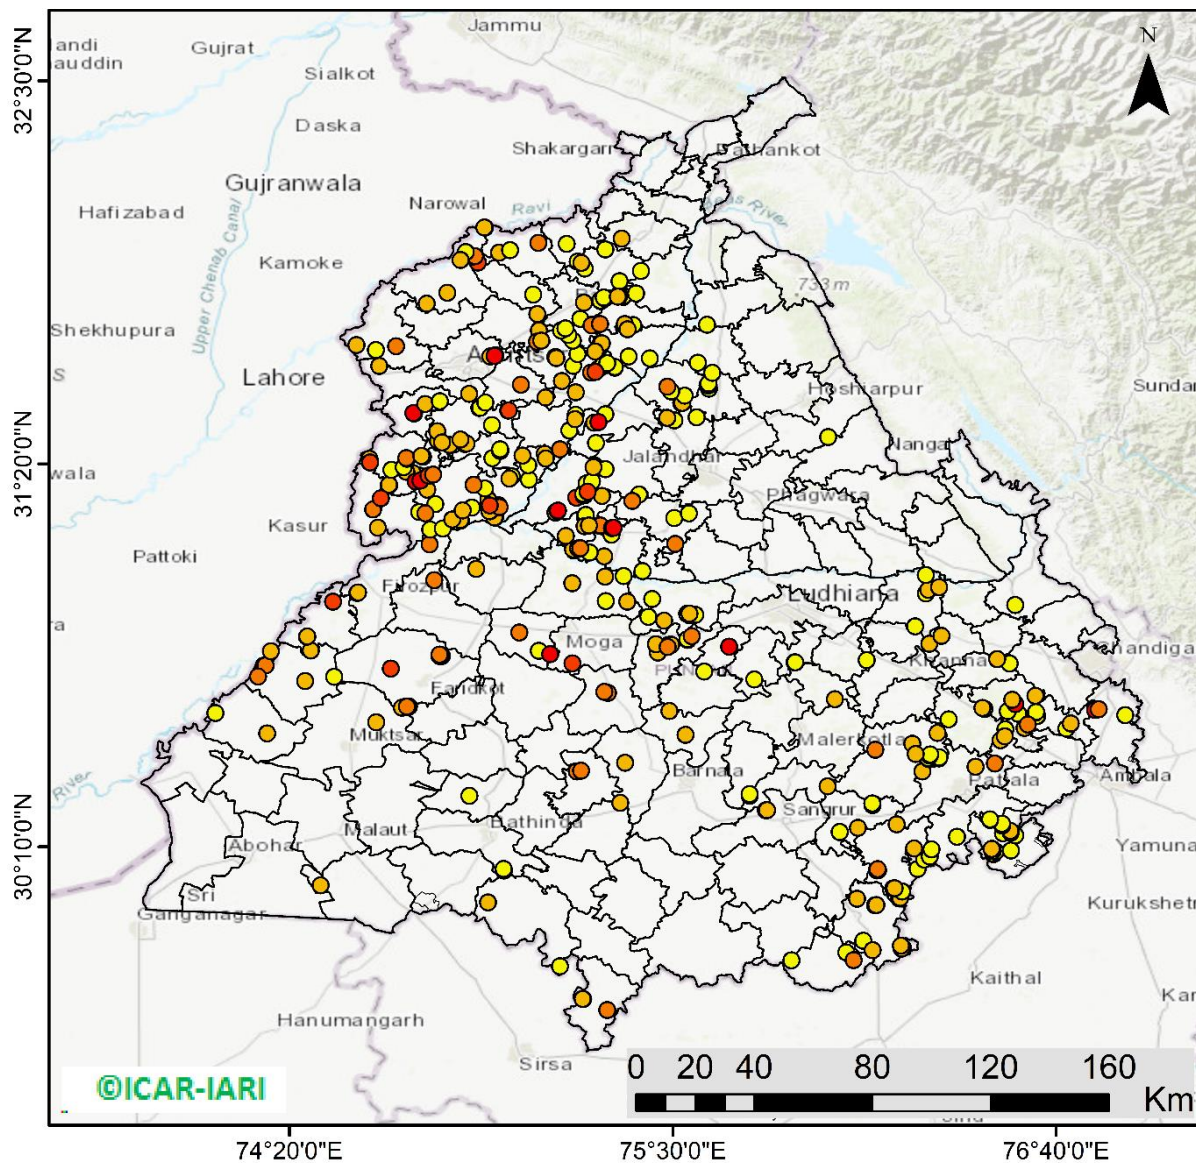 Jammu
N
andi
Gujrat
auddin
32°30'0"N
Sialkot
Daska
Shakargarh
Pathankot
Gujranwala
Narowal
Ravi
River
Hafizabad
Upper Chenab Canal
Kamoke
733 m
Shekhupura
S
Lahore
Hoshiarpur
Sundar
Nanga
31°20'0"N
wala
Jalandhar
Phagwara
Kasur
Pattoki
Firozpur
Ludhiana
ra
Moga
Khanna
Chandiga
Faridkot
Muktsar
Malerkotla
River
Barnala
Patiala
Ambala
Sangrur
Bathinda
Malaut
30°10'0"N
Abohar
Yamuna
Sri
Ganganagar
Kurukshetr
Kaithal
Kar
Hanumangarh
Sirsa
0 20 40 80 120 160
Km
©ICAR-IARI
74°20'0"E
75°30'0"E
76°40'0"E